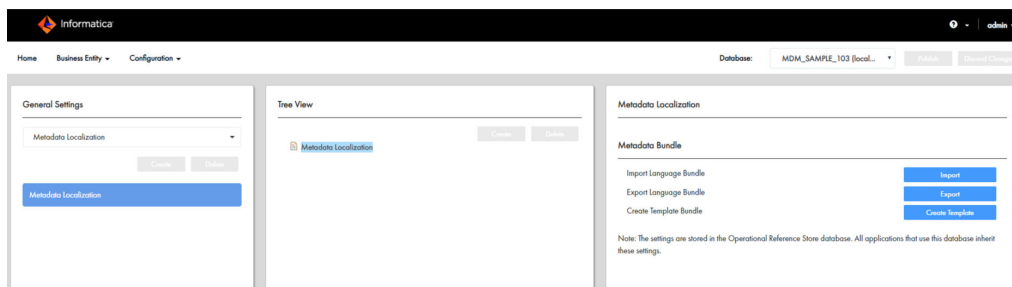 Informatica
admin
Home Business Entity Configuration Database: MDM_SAMPLE_103 (local... Publish Discard Change
General Settings
Metadata Localization
Create Delete
Metadata Localization
Tree View
Create Delete
Metadata Localization
Metadata Localization
Metadata Bundle
Import Language Bundle Import
Export Language Bundle Export
Create Template Bundle Create Template
Note: The settings are stored in the Operational Reference Store database. All applications that use this database inherit
these settings.